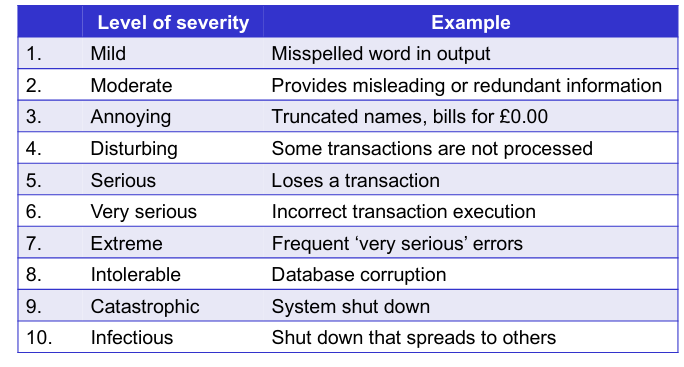 Level of severity Example
1. Mild Misspelled word in output
2. Moderate Provides misleading or redundant information
3. Annoying Truncated names, bills for £0.00
4. Disturbing Some transactions are not processed
5. Serious Loses a transaction
6. Very serious Incorrect transaction execution
7. Extreme Frequent ‘very serious’ errors
8. Intolerable Database corruption
9. Catastrophic System shut down
10. Infectious Shut down that spreads to others